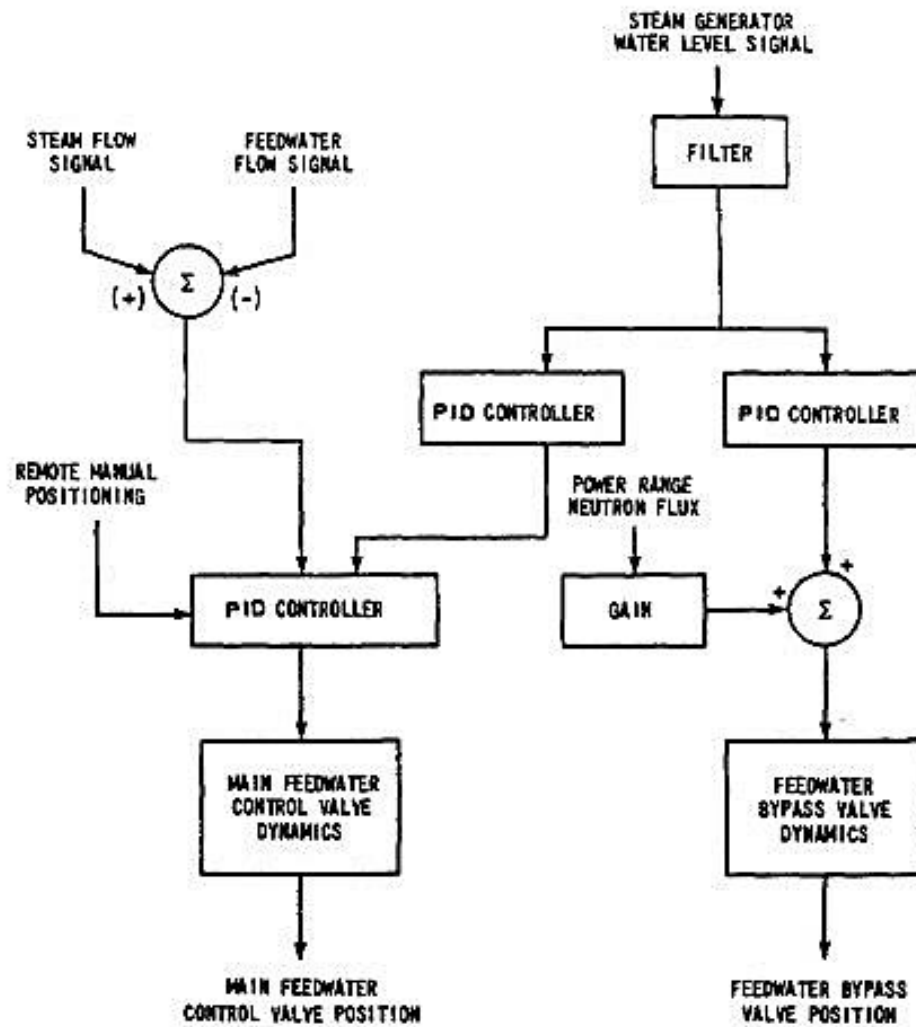 STEAM GENERATOR
WATER LEVEL SIGNAL
STEAM FLOW
SIGNAL
FEEDWATER
FLOW SIGNAL
FILTER
Σ
(+)
(-)
PID CONTROLLER
PID CONTROLLER
REMOTE MANUAL
POSITIONING
POWER RANGE
NEUTRON FLUX
+
PID CONTROLLER
GAIN
+
Σ
MAIN FEEDWATER
CONTROL VALVE
DYNAMICS
FEEDWATER
BYPASS VALVE
DYNAMICS
MAIN FEEDWATER
CONTROL VALVE POSITION
FEEDWATER BYPASS
VALVE POSITION